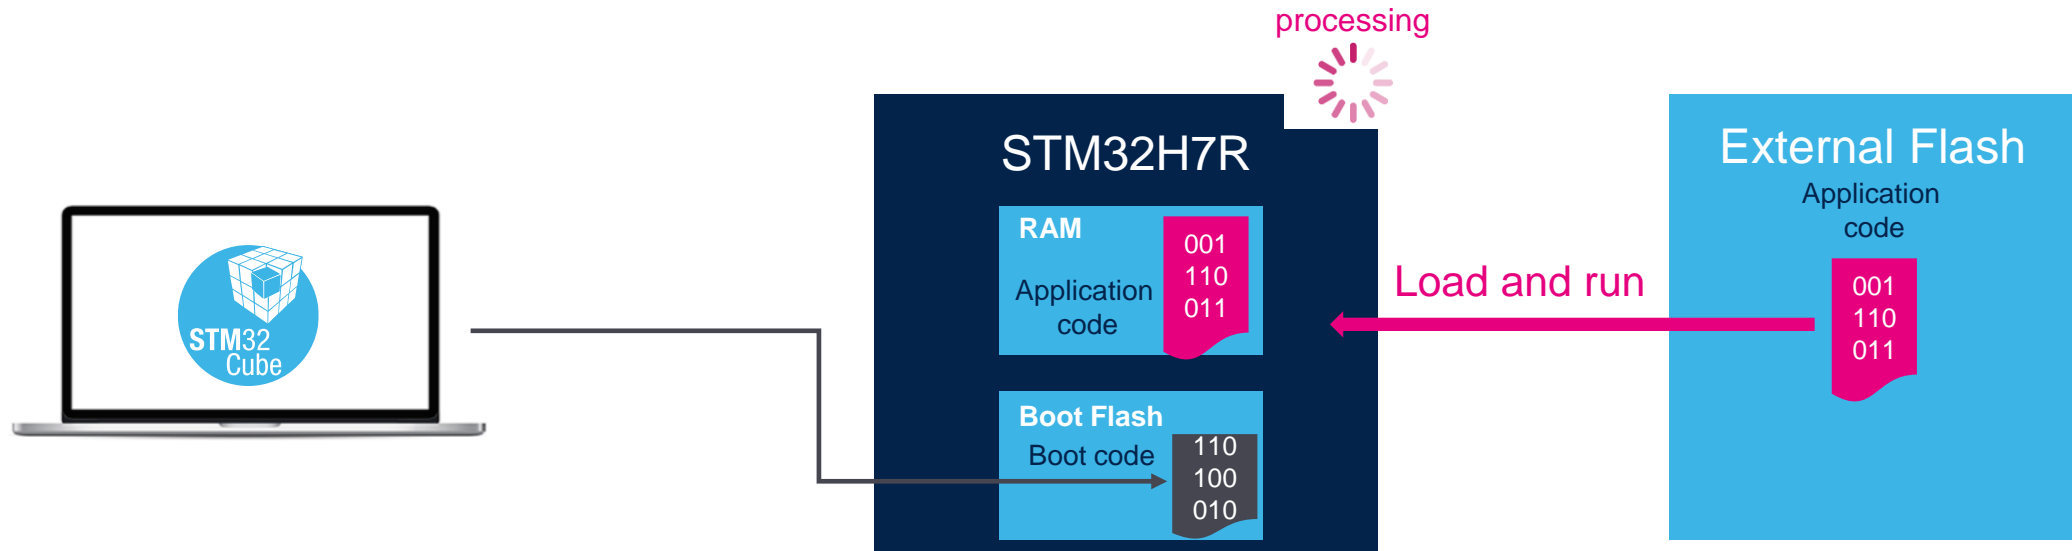 processing
STM32
Cube
STM32H7R
RAM
Application
code
001
110
011
Boot Flash
Boot code
110
100
010
Load and run
External Flash
Application
code
001
110
011